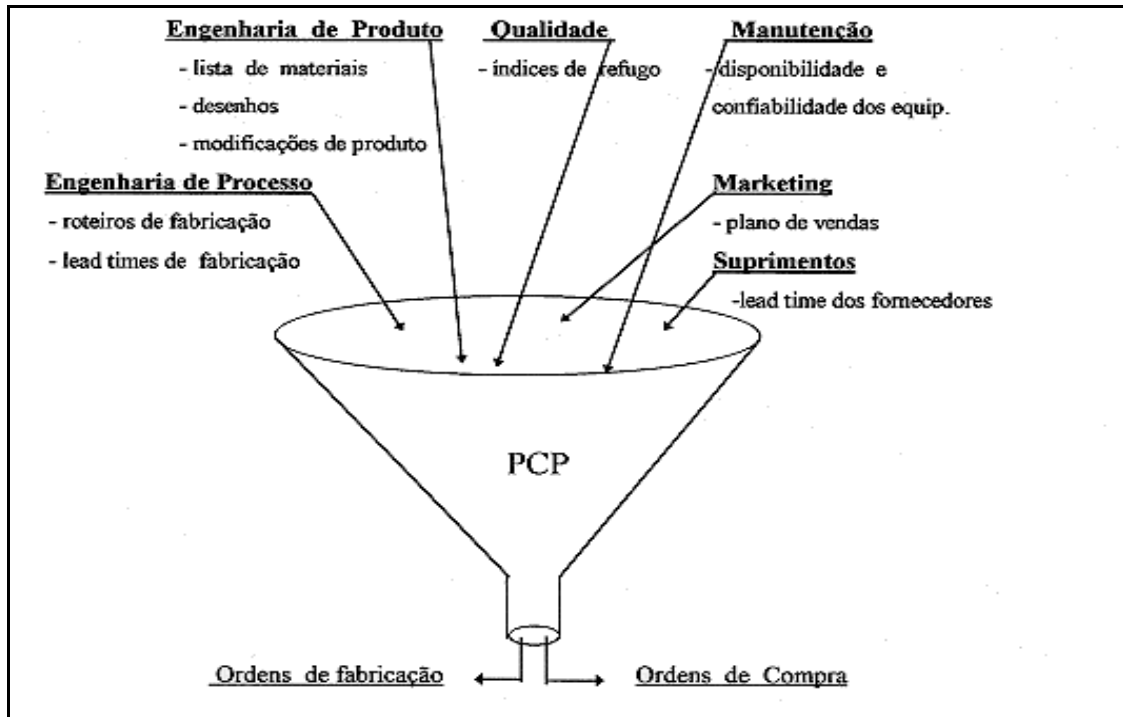 Engenharia de Produto
- lista de materiais
- desenhos
- modificações de produto
Qualidade
- índices de refugo
Manutenção
- disponibilidade e
confiabilidade dos equip.
Engenharia de Processo
- roteiros de fabricação
- lead times de fabricação
Marketing
- plano de vendas
Suprimentos
-lead time dos fornecedores
PCP
Ordens de fabricação
Ordens de Compra